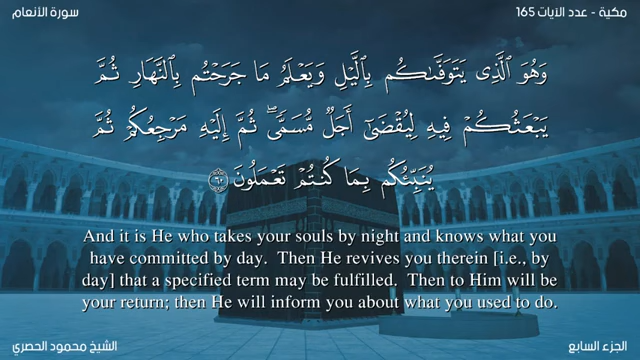 مكية - عدد الآيات 165
سورة الأنعام
وَهُوَ ٱلَّذِى يَتَوَفَّىٰكُم بِٱلَّيْلِ وَيَعْلَمُ مَا جَرَحْتُم بِٱلنَّهَارِ ثُمَّ
يَبْعَثُكُمْ فِيهِ لِيُقْضَىٰٓ أَجَلٌ مُّسَمًّى ۖ ثُمَّ إِلَيْهِ مَرْجِعُكُمْ ثُمَّ
يُنَبِّئُكُم بِمَا كُنتُمْ تَعْمَلُونَ ٦٠
And it is He who takes your souls by night and knows what you
have committed by day.  Then He revives you therein [i.e., by
day] that a specified term may be fulfilled.  Then to Him will be
your return; then He will inform you about what you used to do.
الجزء السابع
الشيخ محمود الحصري